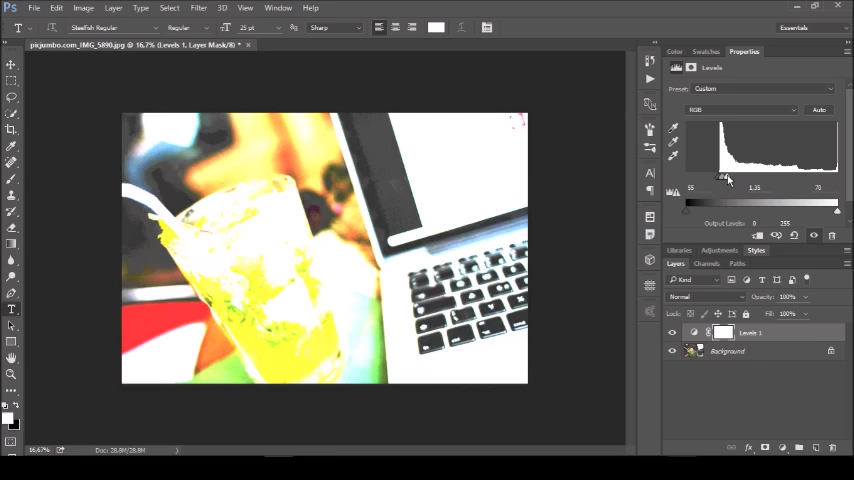 Ps File Edit Image Layer Type Select Filter 3D View Window Help
T Steelfish Regular Regular 25 pt Sharp Essentials
picjumbo.com_IMG_5890.jpg @ 16,7% (Levels 1, Layer Mask/8) * ×
Color Swatches Properties
Levels
Preset: Custom
RGB Auto
55 1.35 70
Output Levels: 0 255
Libraries Adjustments Styles
Layers Channels Paths
Kind
Normal Opacity: 100%
Lock: Fill: 100%
Levels 1
Background
16,67% Doc: 28,8M/28,8M